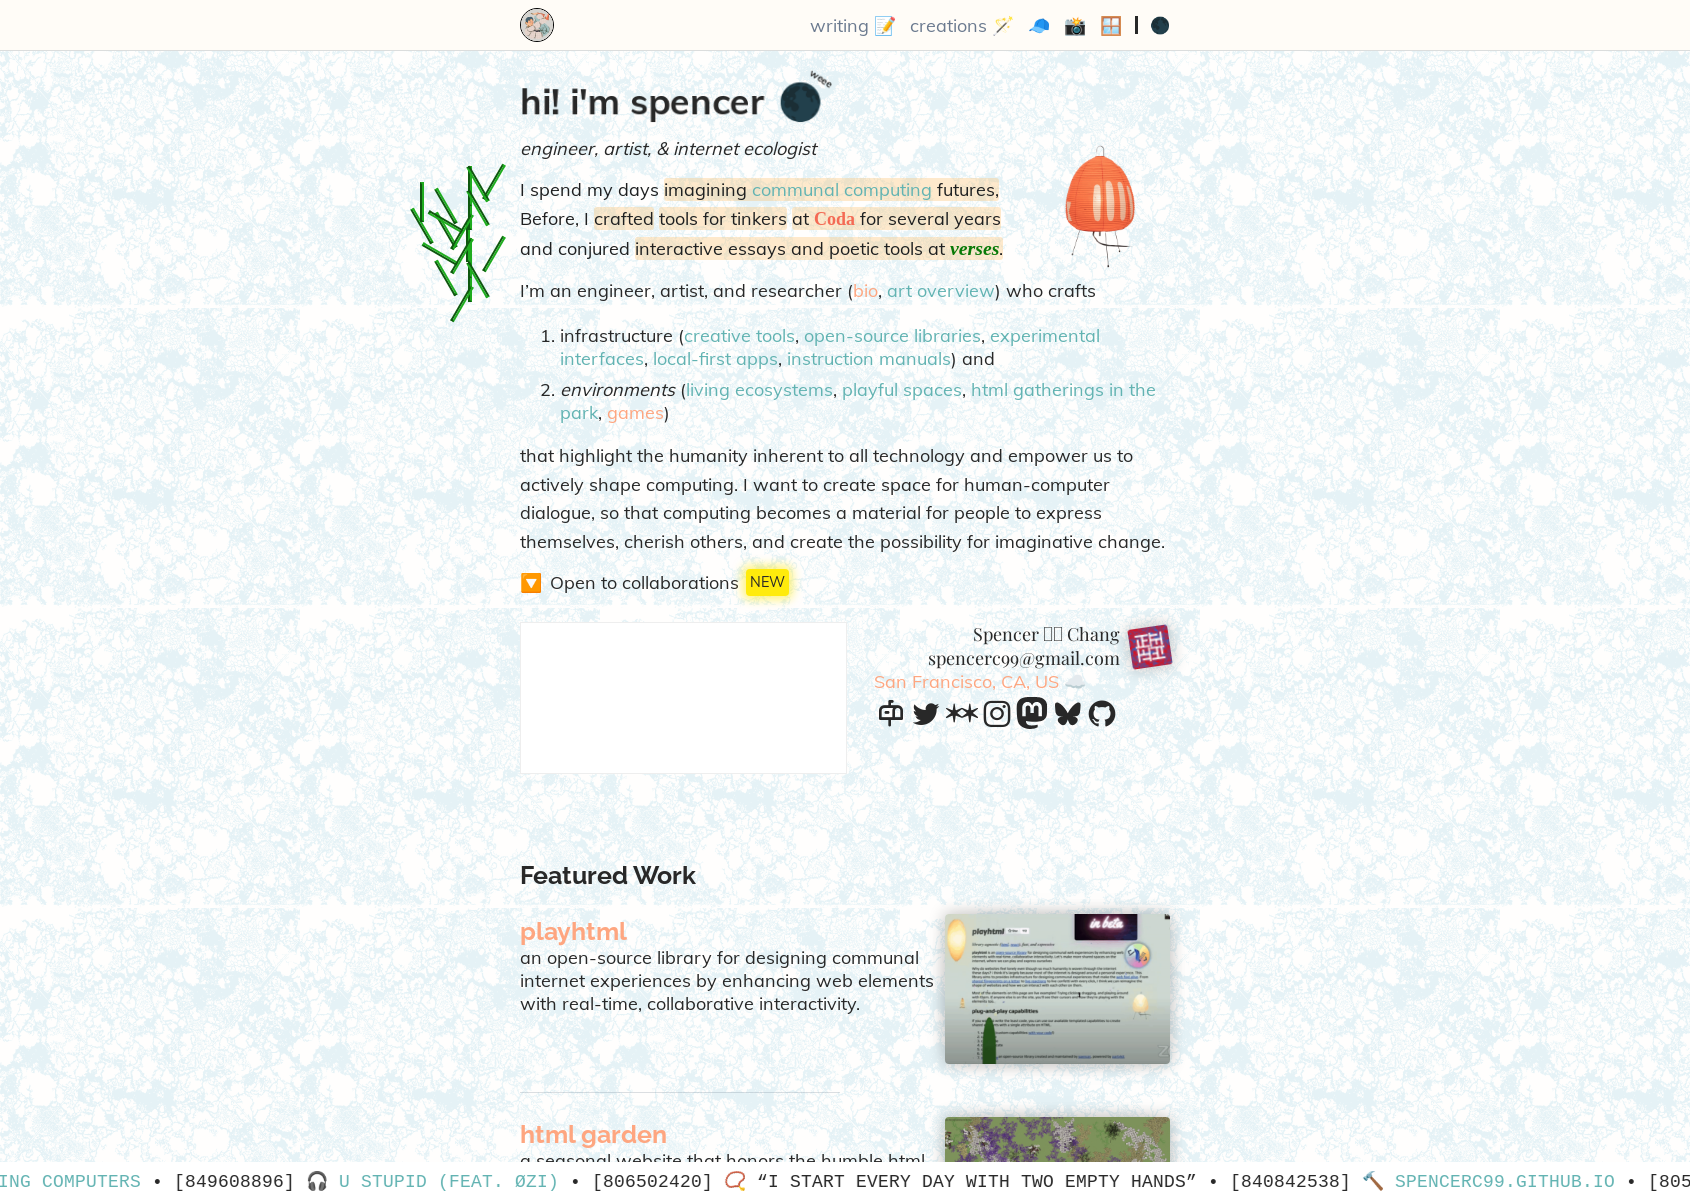 writing 📝 creations 🪄 🧢 📸 🪟 | 🌑
hi! i'm spencer 🌑 weee
engineer, artist, & internet ecologist
I spend my days imagining communal computing futures,
Before, I crafted tools for tinkers at Coda for several years
and conjured interactive essays and poetic tools at verses.
I'm an engineer, artist, and researcher (bio, art overview) who crafts
1. infrastructure (creative tools, open-source libraries, experimental
interfaces, local-first apps, instruction manuals) and
2. environments (living ecosystems, playful spaces, html gatherings in the
park, games)
that highlight the humanity inherent to all technology and empower us to
actively shape computing. I want to create space for human-computer
dialogue, so that computing becomes a material for people to express
themselves, cherish others, and create the possibility for imaginative change.
🔽 Open to collaborations NEW
Spencer Chang
spencerc99@gmail.com
San Francisco, CA, US ☁️
Featured Work
playhtml
an open-source library for designing communal
internet experiences by enhancing web elements
with real-time, collaborative interactivity.
playhtml
in beta
plug-and-play capabilities
html garden
a seasonal website that honors the humble html
ING COMPUTERS • [849608896] 🎧 U STUPID (FEAT. ØZI) • [806502420] 📿 “I START EVERY DAY WITH TWO EMPTY HANDS” • [840842538] 🔨 SPENCERC99.GITHUB.IO • [805